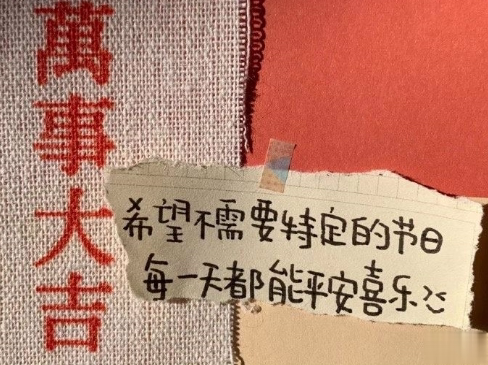 萬事大吉
希望不需要特定的节日
每一天都能平安喜乐